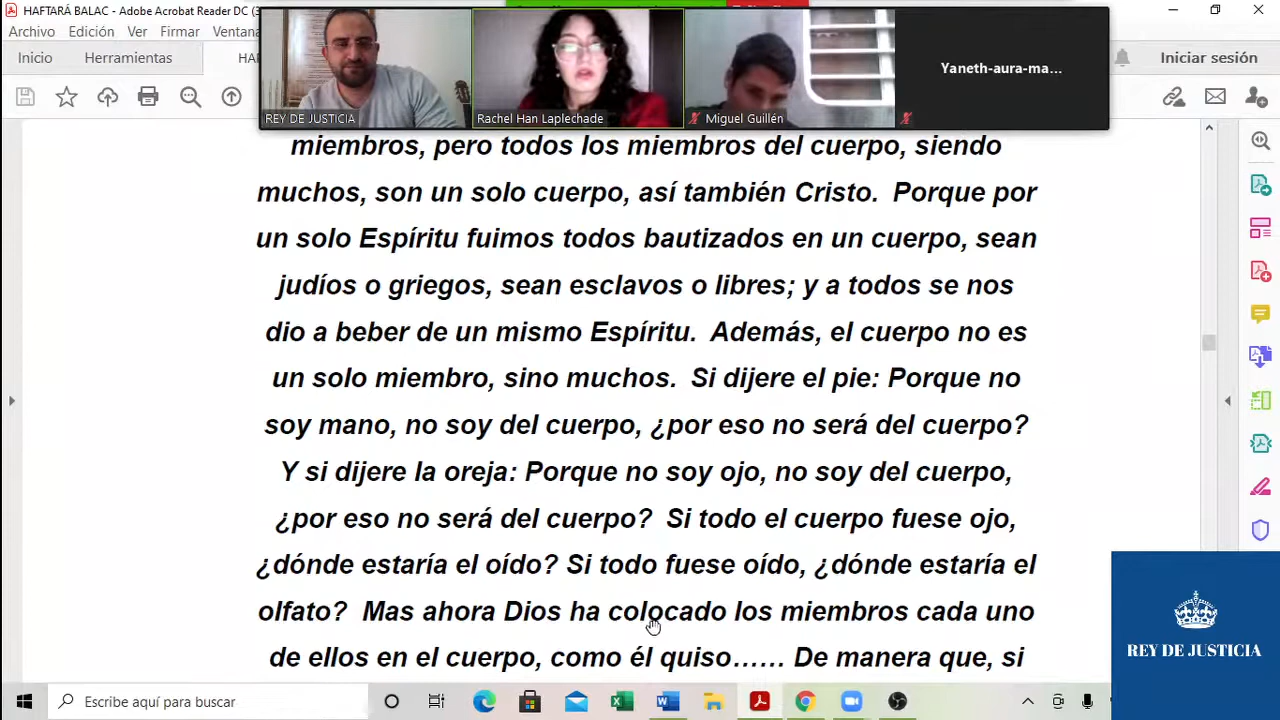 HAFTARÁ BALAC - Adobe Acrobat Reader DC (3
Archivo Edición Ver Firmar Ventana
Inicio Herramientas Iniciar sesión
REY DE JUSTICIA
Rachel Han Laplechade
Miguel Guillén
Yaneth-aura-ma...
miembros, pero todos los miembros del cuerpo, siendo
muchos, son un solo cuerpo, así también Cristo. Porque por
un solo Espíritu fuimos todos bautizados en un cuerpo, sean
judíos o griegos, sean esclavos o libres; y a todos se nos
dio a beber de un mismo Espíritu. Además, el cuerpo no es
un solo miembro, sino muchos. Si dijere el pie: Porque no
soy mano, no soy del cuerpo, ¿por eso no será del cuerpo?
Y si dijere la oreja: Porque no soy ojo, no soy del cuerpo,
¿por eso no será del cuerpo? Si todo el cuerpo fuese ojo,
¿dónde estaría el oído? Si todo fuese oído, ¿dónde estaría el
olfato? Mas ahora Dios ha colocado los miembros cada uno
de ellos en el cuerpo, como él quiso…… De manera que, si
REY DE JUSTICIA
Escribe aquí para buscar